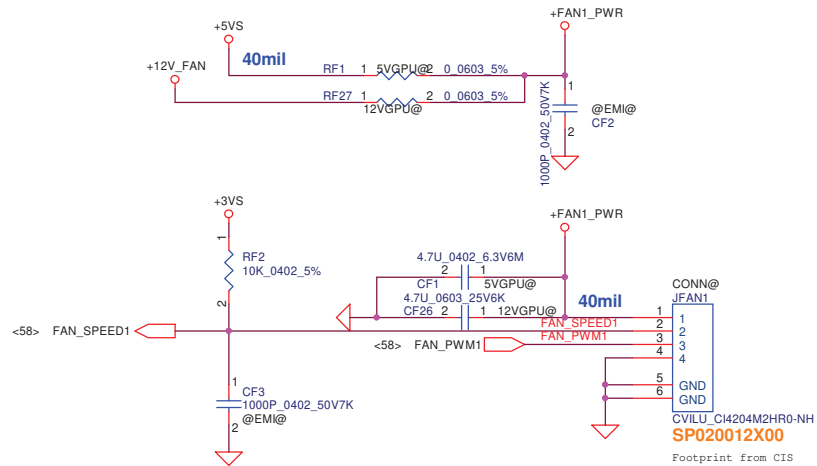 +FAN1_PWR
+5VS
40mil
+12V_FAN
RF1 1 5VGPU@ 2 0_0603_5%
RF27 1 2 0_0603_5%
12VGPU@
1
@EMI@
CF2
2
1000P_0402_50V7K
+3VS
+FAN1_PWR
1
RF2
10K_0402_5%
2
4.7U_0402_6.3V6M
2 1
CF1 5VGPU@
4.7U_0603_25V6K
CF26 2 1 12VGPU@
40mil
CONN@
JFAN1
<58> FAN_SPEED1
FAN_SPEED1
<58> FAN_PWM1
FAN_PWM1
1 1
2 2
3 3
4 4
5 GND
6 GND
1
CF3
1000P_0402_50V7K
@EMI@
2
CVILU_CI4204M2HR0-NH
SP020012X00
Footprint from CIS